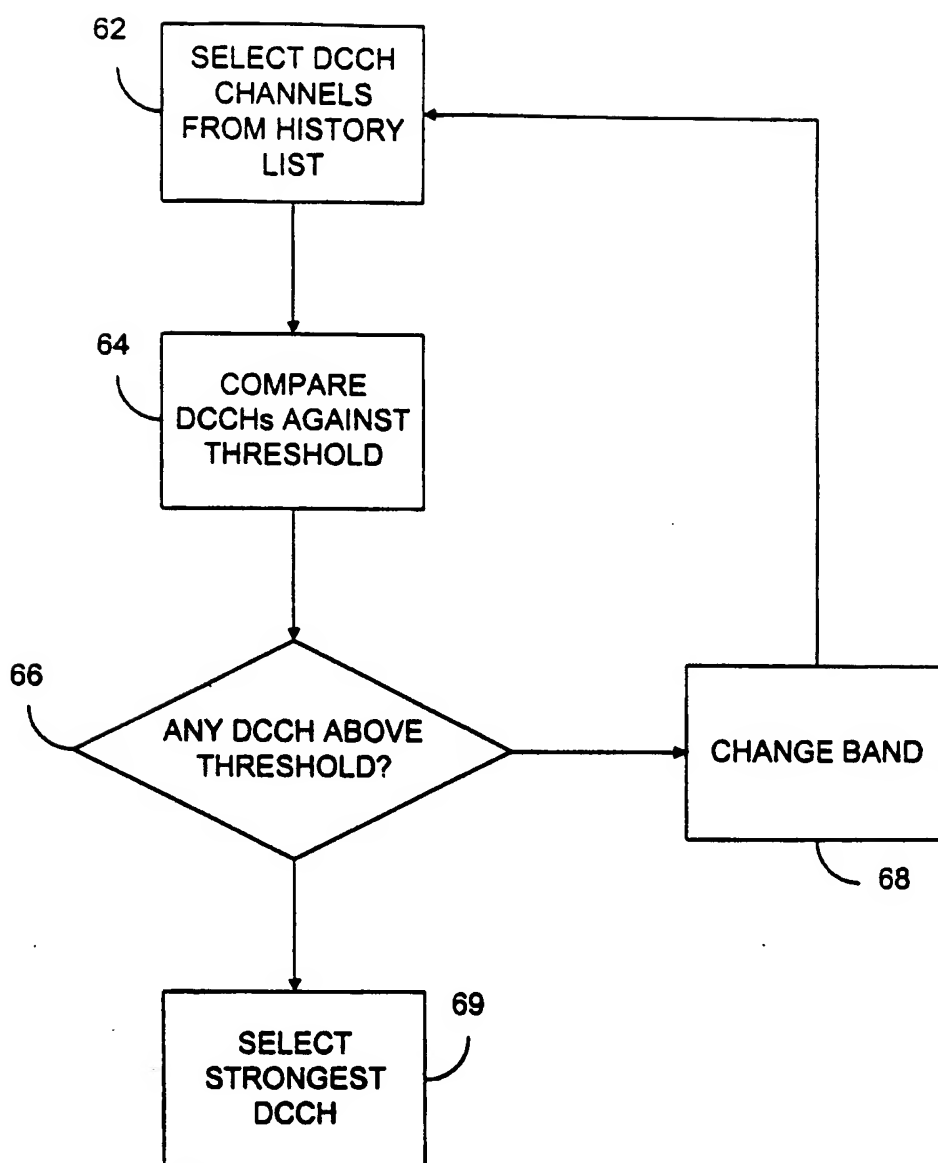 62
SELECT DCCH
CHANNELS
FROM HISTORY
LIST
64
COMPARE
DCCHs AGAINST
THRESHOLD
66
ANY DCCH ABOVE
THRESHOLD?
CHANGE BAND
68
69
SELECT
STRONGEST
DCCH